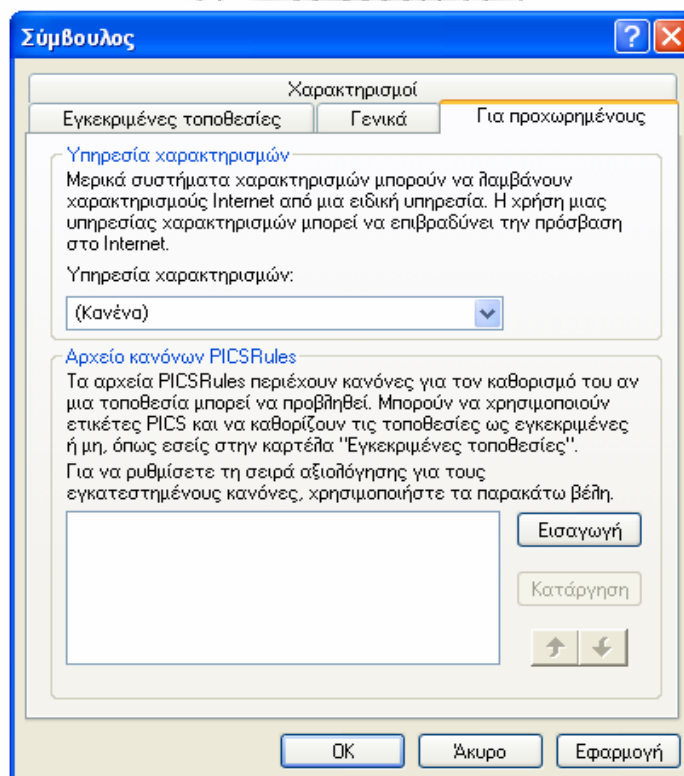 Σύμβουλος
Χαρακτηρισμοί
Εγκεκριμένες τοποθεσίες Γενικά Για προχωρημένους
Υπηρεσία χαρακτηρισμών
Μερικά συστήματα χαρακτηρισμών μπορούν να λαμβάνουν
χαρακτηρισμούς Internet από μια ειδική υπηρεσία. Η χρήση μιας
υπηρεσίας χαρακτηρισμών μπορεί να επιβραδύνει την πρόσβαση
στο Internet.
Υπηρεσία χαρακτηρισμών:
(Κανένα)
Αρχείο κανόνων PICSRules
Τα αρχεία PICSRules περιέχουν κανόνες για τον καθορισμό του αν
μια τοποθεσία μπορεί να προβληθεί. Μπορούν να χρησιμοποιούν
ετικέτες PICS και να καθορίζουν τις τοποθεσίες ως εγκεκριμένες
ή μη, όπως εσείς στην καρτέλα "Εγκεκριμένες τοποθεσίες".
Για να ρυθμίσετε τη σειρά αξιολόγησης για τους
εγκατεστημένους κανόνες, χρησιμοποιήστε τα παρακάτω βέλη.
Εισαγωγή
Κατάργηση
OK Άκυρο Εφαρμογή